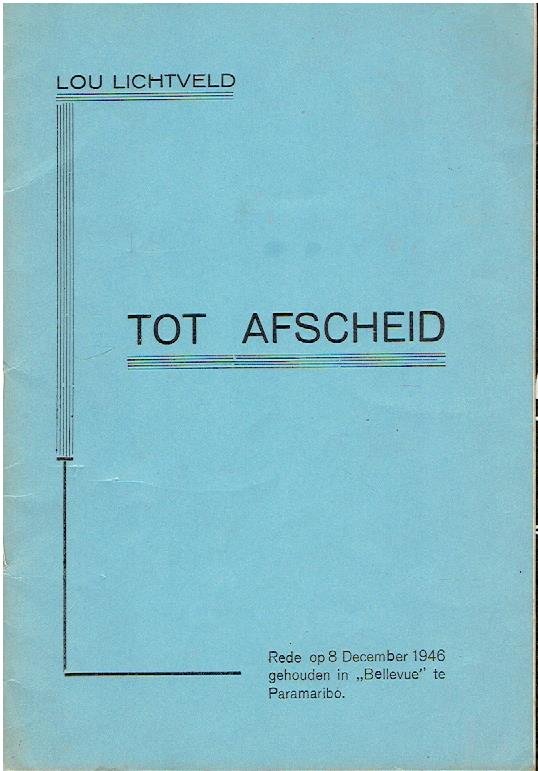 LOU LICHTVELD
TOT AFSCHEID
Rede op 8 December 1946
gehouden in „Bellevue” te
Paramaribo.